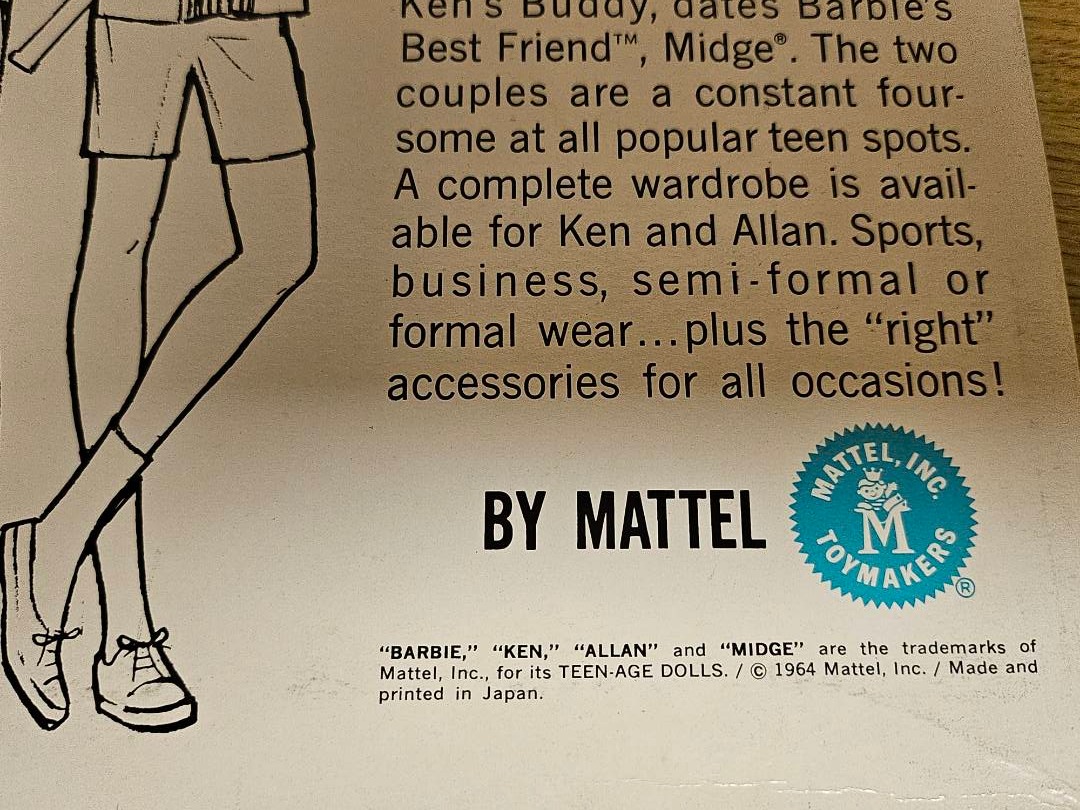 Ken's Buddy, dates Barbie's
Best Friend™, Midge®. The two
couples are a constant four-
some at all popular teen spots.
A complete wardrobe is avail-
able for Ken and Allan. Sports,
business, semi-formal or
formal wear...plus the “right”
accessories for all occasions!
BY MATTEL
MATTEL, INC.
M
TOYMAKERS
®
“BARBIE,” “KEN,” “ALLAN” and “MIDGE” are the trademarks of
Mattel, Inc., for its TEEN-AGE DOLLS. / © 1964 Mattel, Inc. / Made and
printed in Japan.